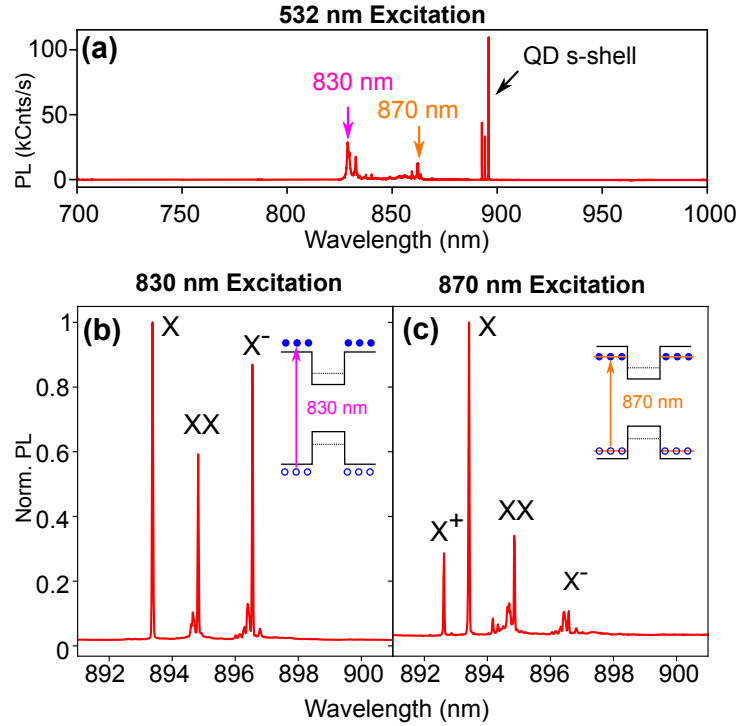 532 nm Excitation
(a)
100
50
0
PL (kCnts/s)
830 nm
870 nm
QD s-shell
700 750 800 850 900 950 1000
Wavelength (nm)
830 nm Excitation
870 nm Excitation
(b)
X
XX
X⁻
830 nm
1
0.8
0.6
0.4
0.2
0
Norm. PL
892 894 896 898 900
(c)
X⁺
X
XX
X⁻
870 nm
892 894 896 898 900
Wavelength (nm)